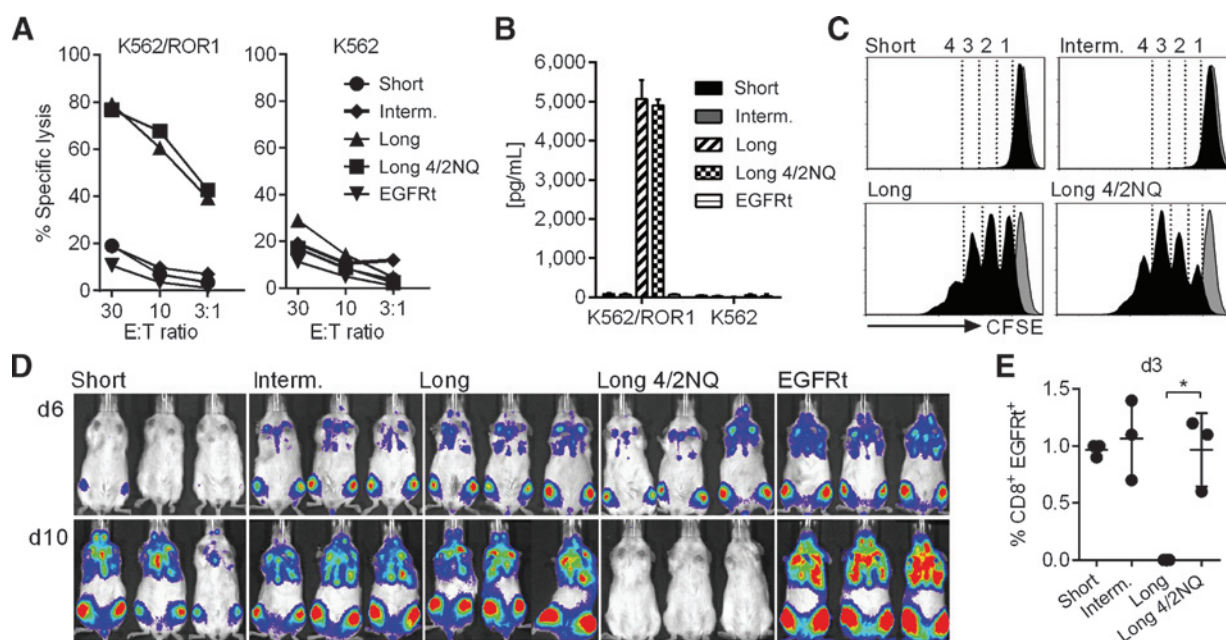 A
K562/ROR1
K562
% Specific lysis
100
80
60
40
20
0
30 10 3:1
E:T ratio
100
80
60
40
20
0
30 10 3:1
E:T ratio
Short
Interm.
Long
Long 4/2NQ
EGFRt
B
[pg/mL]
6,000
5,000
4,000
3,000
2,000
1,000
0
K562/ROR1 K562
Short
Interm.
Long
Long 4/2NQ
EGFRt
C
Short 4 3 2 1
Interm. 4 3 2 1
Long
Long 4/2NQ
CFSE
D
Short Interm. Long Long 4/2NQ EGFRt
d6
d10
E
d3
% CD8+ EGFRt+
1.5
1.0
0.5
0.0
*
Short
Interm.
Long
Long 4/2NQ